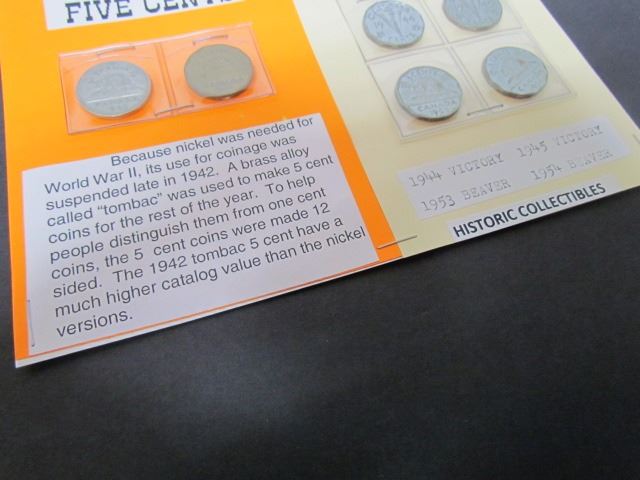 FIVE CENTS
Because nickel was needed for
World War II, its use for coinage was
suspended late in 1942. A brass alloy
called "tombac" was used to make 5 cent
coins for the rest of the year. To help
people distinguish them from one cent
coins, the 5 cent coins were made 12
sided. The 1942 tombac 5 cent have a
much higher catalog value than the nickel
versions.
CANADA
1944 VICTORY 1945 VICTORY
1953 BEAVER 1954 BEAVER
HISTORIC COLLECTIBLES